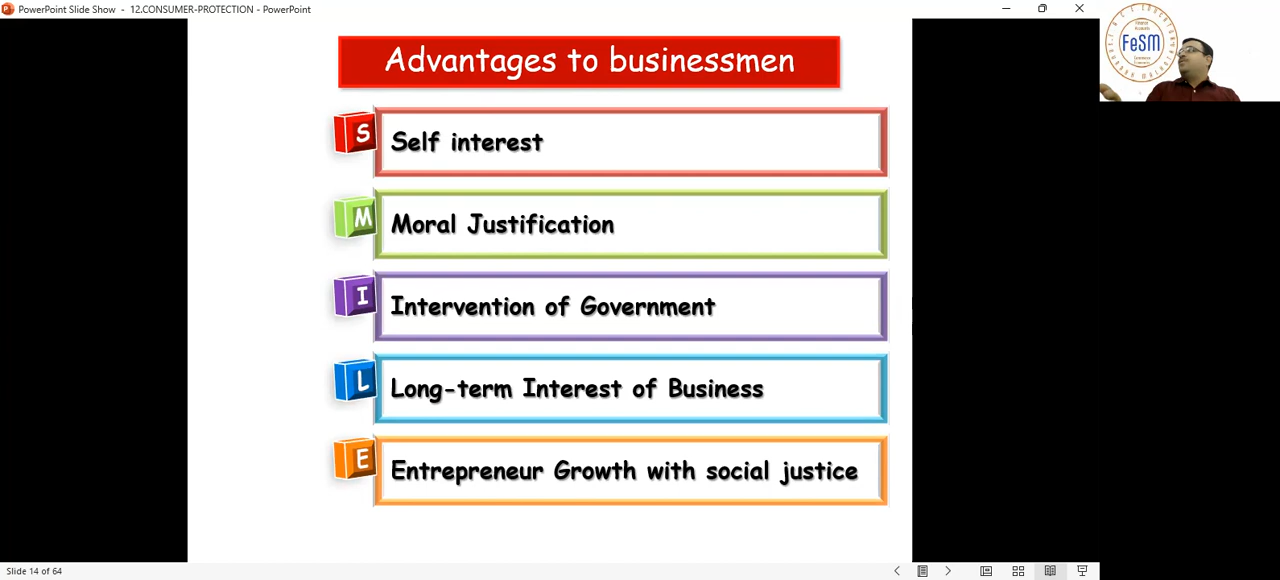 PowerPoint Slide Show - 12.CONSUMER-PROTECTION - PowerPoint
Advantages to businessmen
S
Self interest
M
Moral Justification
I
Intervention of Government
L
Long-term Interest of Business
E
Entrepreneur Growth with social justice
FeSM
Slide 14 of 64